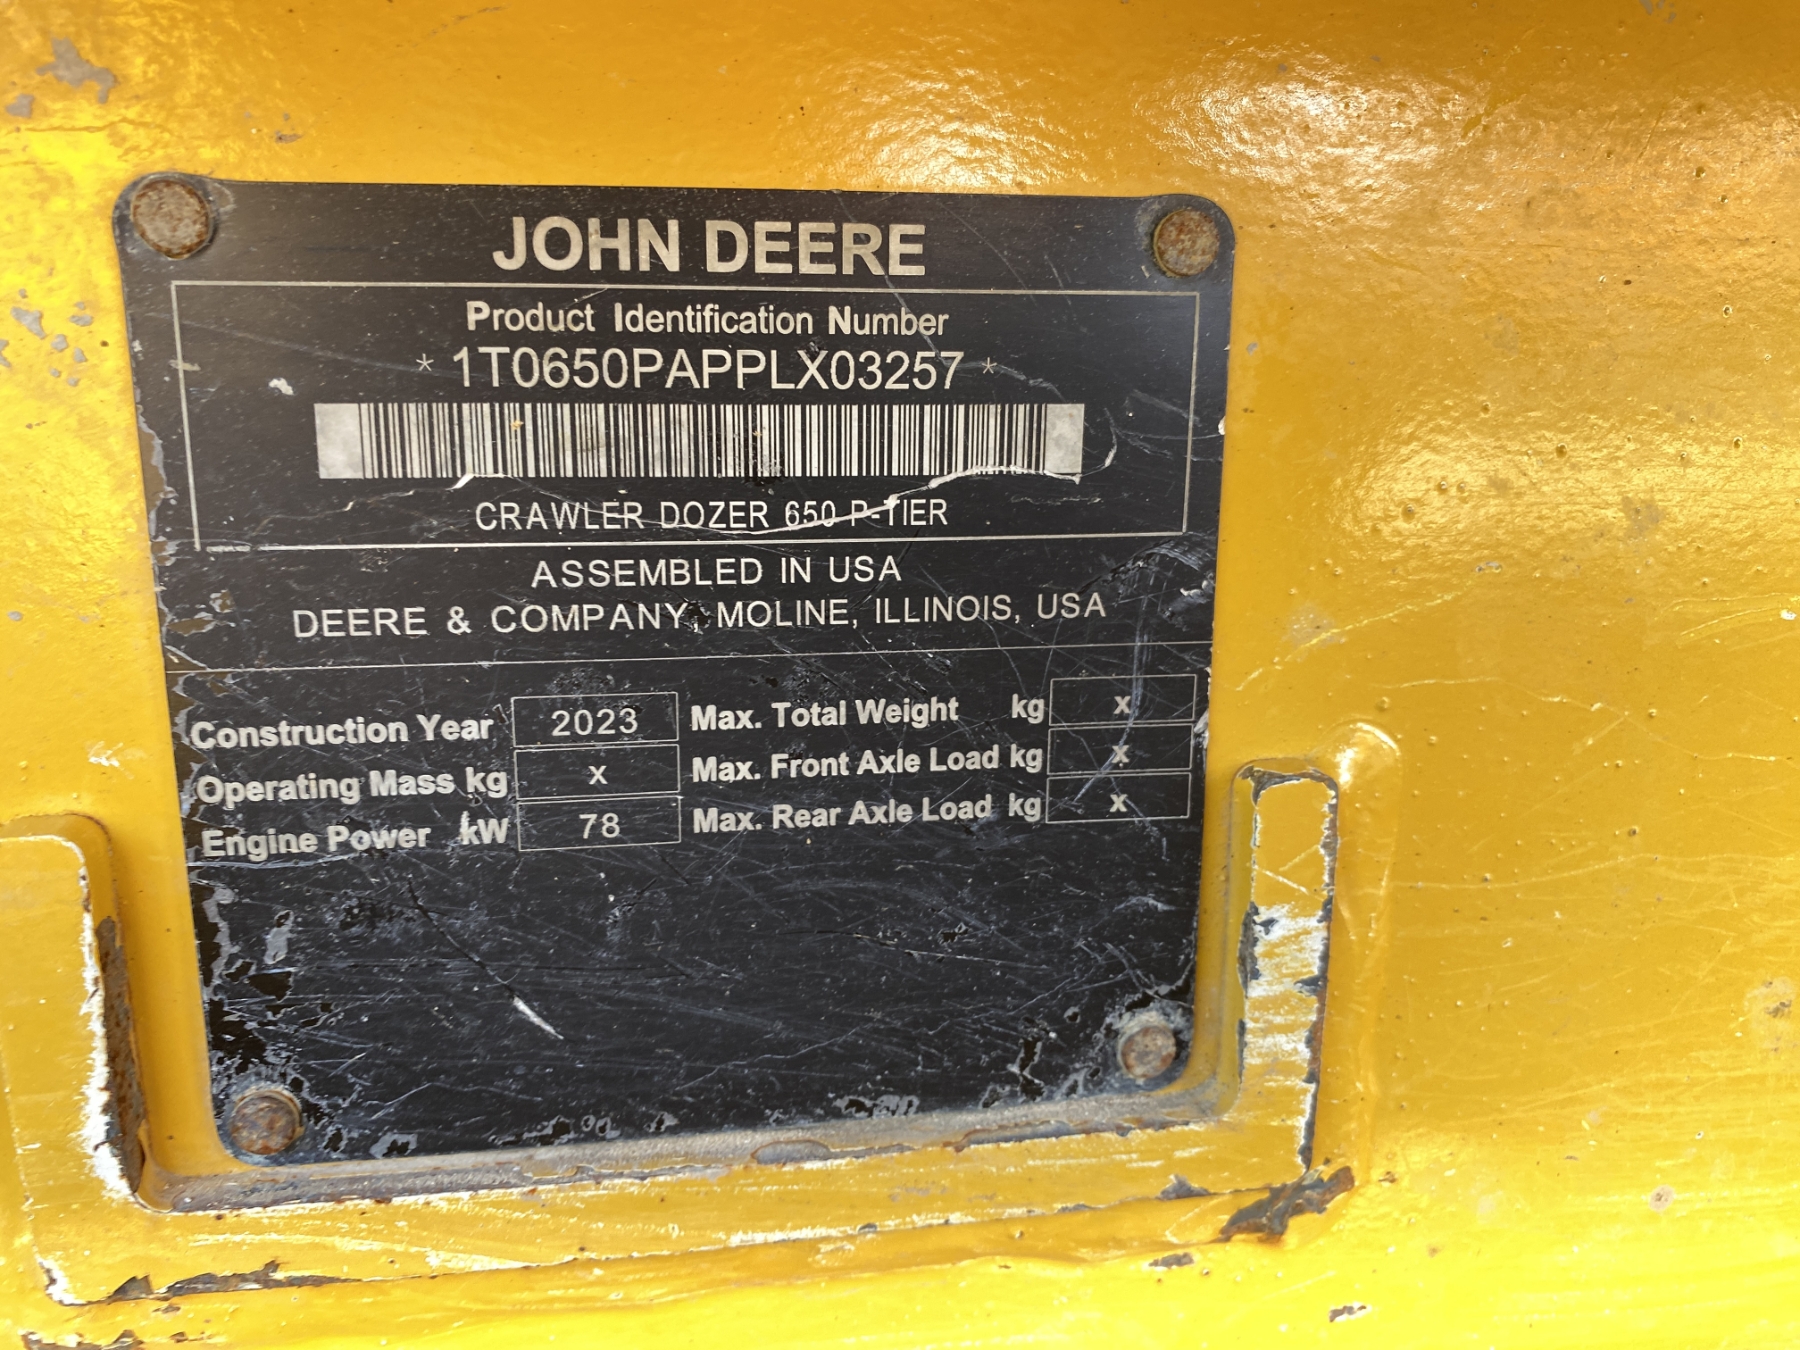 JOHN DEERE
Product Identification Number
* 1T0650PAPPLX03257 *
CRAWLER DOZER 650 P-TIER
ASSEMBLED IN USA
DEERE & COMPANY, MOLINE, ILLINOIS, USA
Construction Year 2023 Max. Total Weight kg x
Operating Mass kg x Max. Front Axle Load kg x
Engine Power kW 78 Max. Rear Axle Load kg x